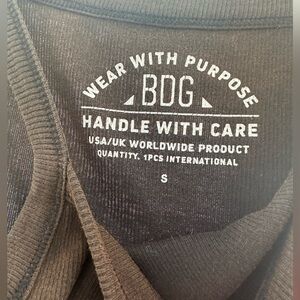 WEAR WITH PURPOSE
BDG
HANDLE WITH CARE
USA/UK WORLDWIDE PRODUCT
QUANTITY. 1PCS INTERNATIONAL
S